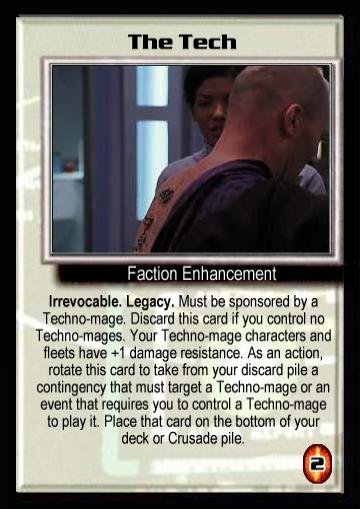 The Tech
Faction Enhancement
Irrevocable. Legacy. Must be sponsored by a
Techno-mage. Discard this card if you control no
Techno-mages. Your Techno-mage characters and
fleets have +1 damage resistance. As an action,
rotate this card to take from your discard pile a
contingency that must target a Techno-mage or an
event that requires you to control a Techno-mage
to play it. Place that card on the bottom of your
deck or Crusade pile.
2